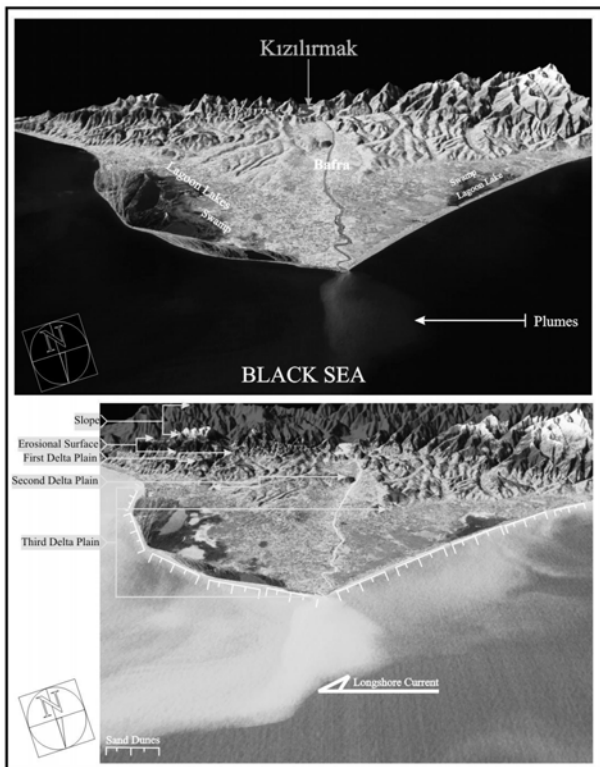 Kızılırmak
Bafra
Lagoon Lakes
Swamp
Swamp
Lagoon Lake
Plumes
N
BLACK SEA
Slope
Erosional Surface
First Delta Plain
Second Delta Plain
Third Delta Plain
Longshore Current
N
Sand Dunes